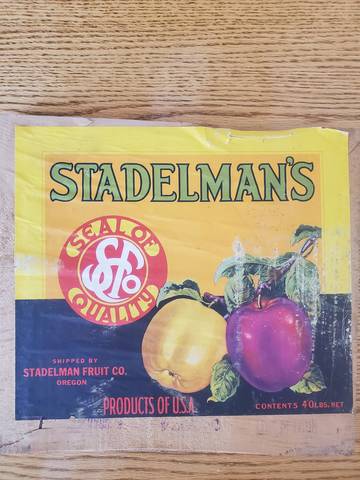 STADELMAN'S
SEAL OF
SFCo
QUALITY
SHIPPED BY
STADELMAN FRUIT CO.
OREGON
PRODUCTS OF U.S.A.
CONTENTS 40 LBS. NET